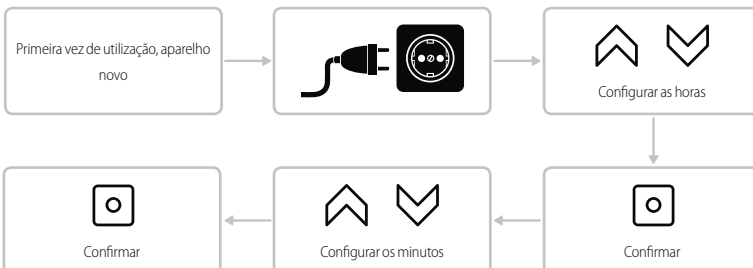 Primeira vez de utilização, aparelho
novo
Configurar as horas
Confirmar
Configurar os minutos
Confirmar